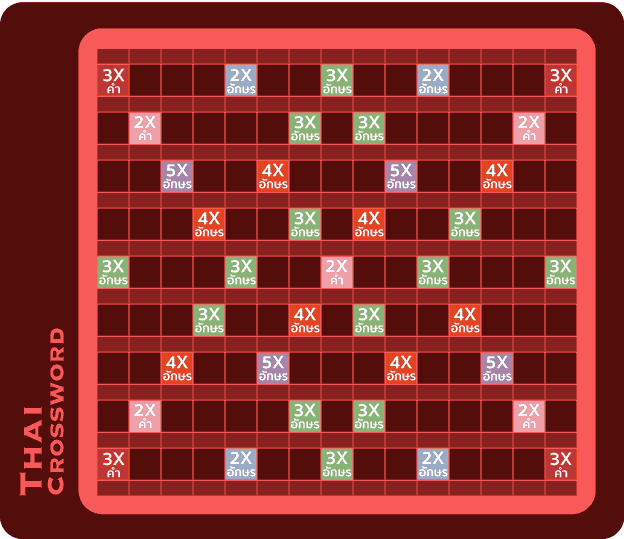 3X 2X 3X 2X 3X
คำ อักษร อักษร อักษร คำ
2X 3X 3X 2X
คำ อักษร อักษร คำ
5X 4X 5X 4X
อักษร อักษร อักษร อักษร
4X 3X 4X 3X
อักษร อักษร อักษร อักษร
3X 3X 2X 3X 3X
อักษร อักษร คำ อักษร อักษร
3X 4X 3X 4X
อักษร อักษร อักษร อักษร
4X 5X 4X 5X
อักษร อักษร อักษร อักษร
2X 3X 3X 2X
คำ อักษร อักษร คำ
3X 2X 3X 2X 3X
คำ อักษร อักษร อักษร คำ
THAI
CROSSWORD